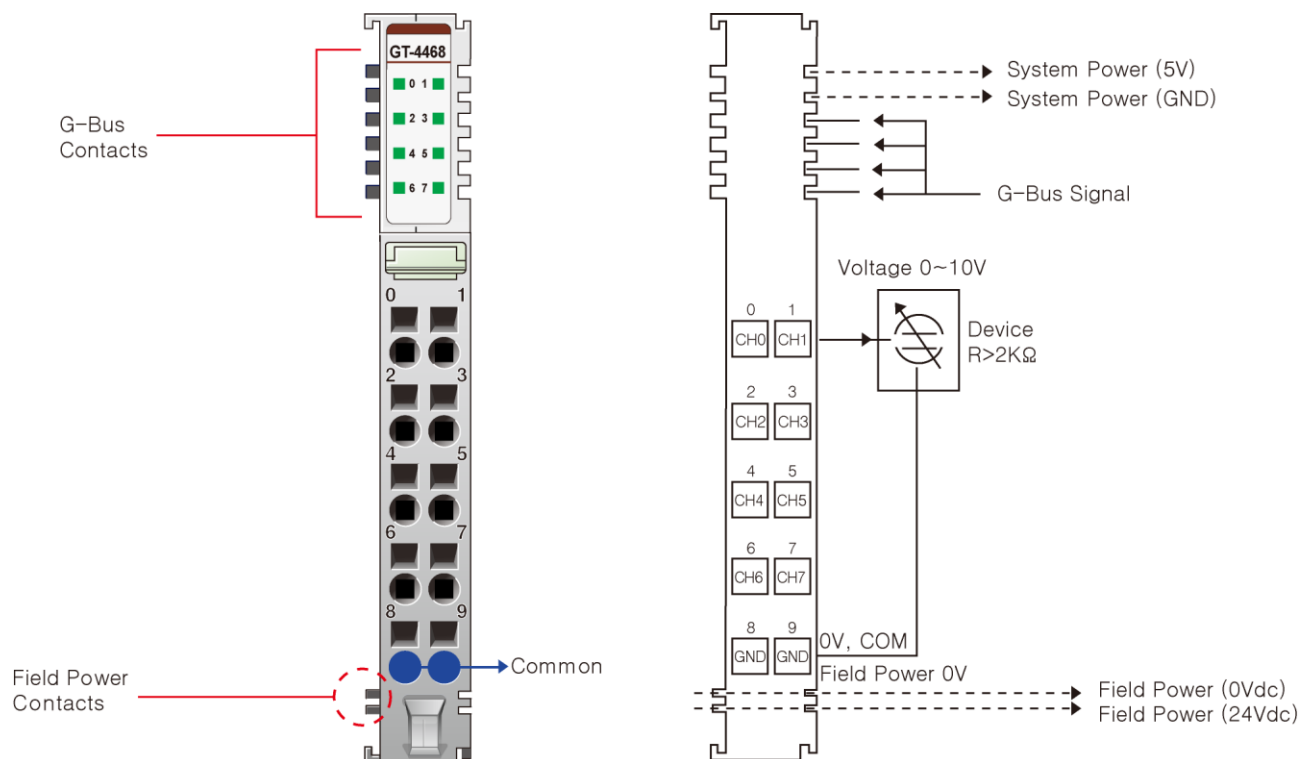 GT-4468
0 1
2 3
4 5
6 7
G-Bus
Contacts
0 1
2 3
4 5
6 7
8 9
Common
Field Power
Contacts
System Power (5V)
System Power (GND)
G-Bus Signal
Voltage 0~10V
Device
R>2KΩ
0 1
CH0 CH1
2 3
CH2 CH3
4 5
CH4 CH5
6 7
CH6 CH7
8 9
GND GND
0V, COM
Field Power 0V
Field Power (0Vdc)
Field Power (24Vdc)